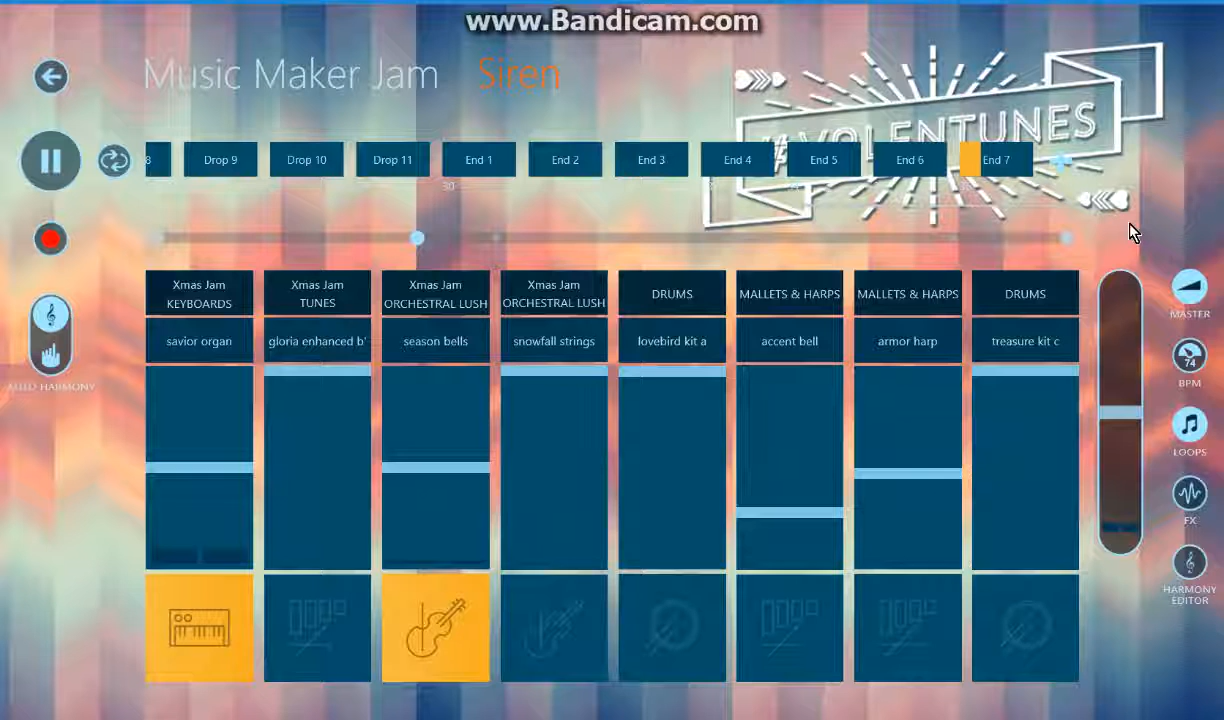 www.Bandicam.com
Music Maker Jam Siren
#VALENTUNES
8 Drop 9 Drop 10 Drop 11 End 1 End 2 End 3 End 4 End 5 End 6 End 7
30
Xmas Jam Xmas Jam Xmas Jam Xmas Jam
KEYBOARDS TUNES ORCHESTRAL LUSH ORCHESTRAL LUSH DRUMS MALLETS & HARPS MALLETS & HARPS DRUMS
MASTER
savior organ gloria enhanced b' season bells snowfall strings lovebird kit a accent bell armor harp treasure kit c
74
BPM
HARMONY
LOOPS
FX
HARMONY
EDITOR